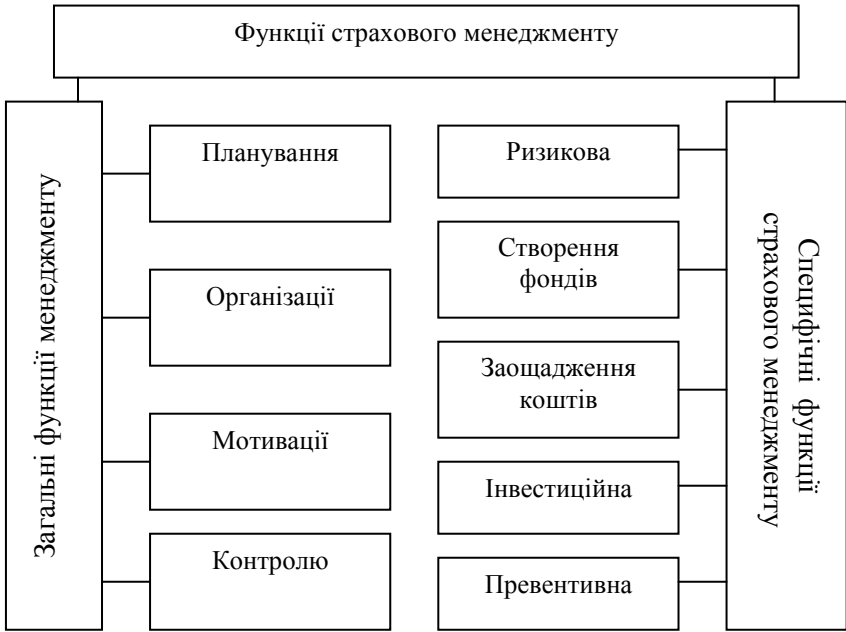 Функції страхового менеджменту
Загальні функції менеджменту
Планування
Організації
Мотивації
Контролю
Ризикова
Створення
фондів
Заощадження
коштів
Інвестиційна
Превентивна
Специфічні функції
страхового менеджменту